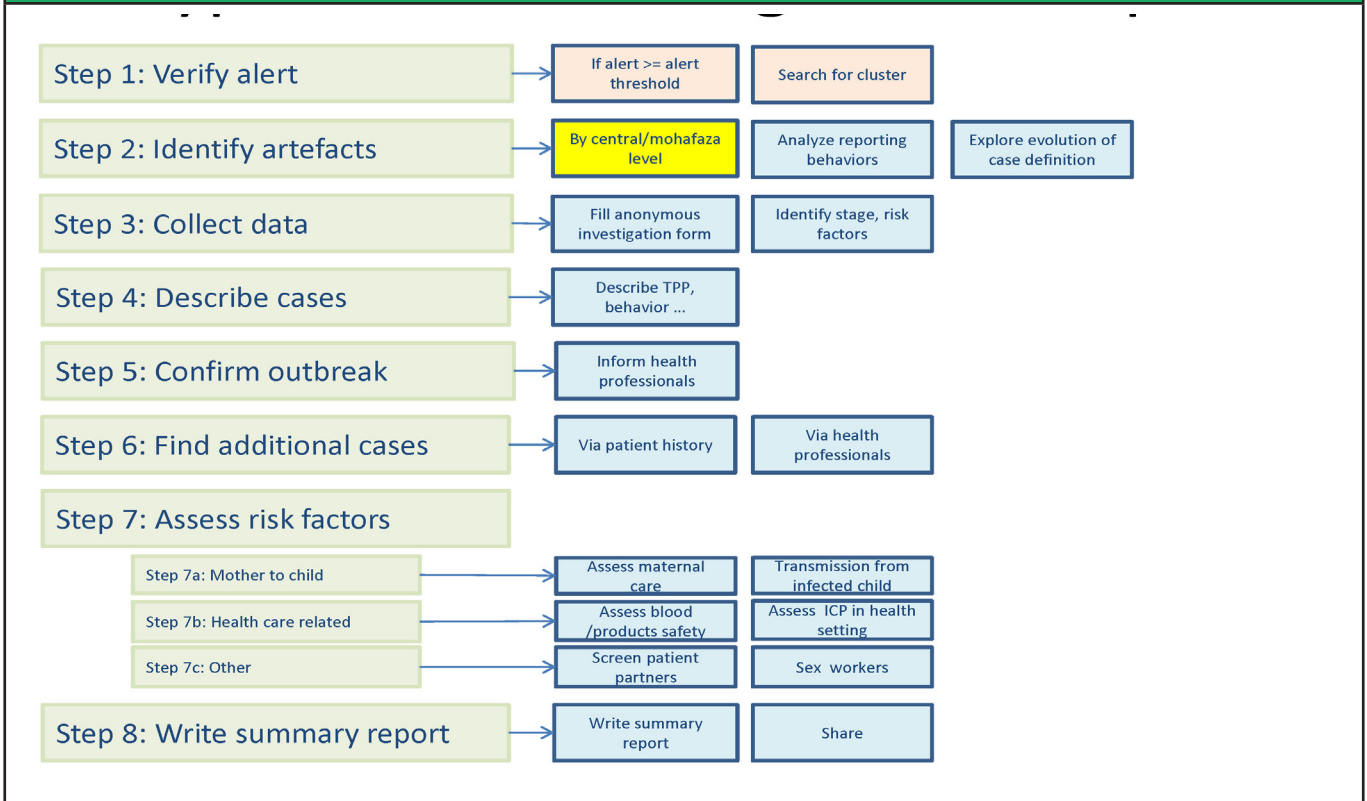 Step 1: Verify alert
If alert >= alert
threshold
Search for cluster
Step 2: Identify artefacts
By central/mohafaza
level
Analyze reporting
behaviors
Explore evolution of
case definition
Step 3: Collect data
Fill anonymous
investigation form
Identify stage, risk
factors
Step 4: Describe cases
Describe TPP,
behavior ...
Step 5: Confirm outbreak
Inform health
professionals
Step 6: Find additional cases
Via patient history
Via health
professionals
Step 7: Assess risk factors
Step 7a: Mother to child
Assess maternal
care
Transmission from
infected child
Step 7b: Health care related
Assess blood
/products safety
Assess  ICP in health
setting
Step 7c: Other
Screen patient
partners
Sex  workers
Step 8: Write summary report
Write summary
report
Share